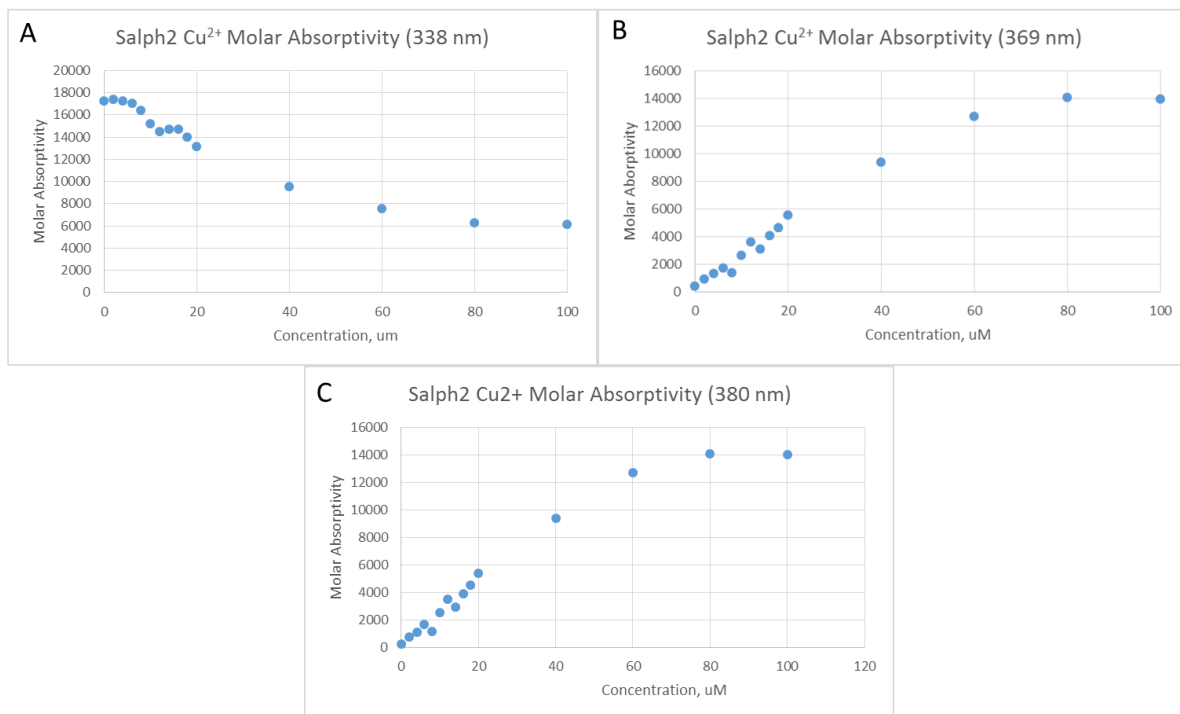 A
Salph2 Cu²⁺ Molar Absorptivity (338 nm)
20000
18000
16000
14000
12000
10000
8000
6000
4000
2000
0
Molar Absorptivity
0 20 40 60 80 100
Concentration, um
B
Salph2 Cu²⁺ Molar Absorptivity (369 nm)
16000
14000
12000
10000
8000
6000
4000
2000
0
Molar Aborptivity
0 20 40 60 80 100
Concentration, uM
C
Salph2 Cu2+ Molar Absorptivity (380 nm)
16000
14000
12000
10000
8000
6000
4000
2000
0
Molar Absorptivity
0 20 40 60 80 100 120
Concentration, uM